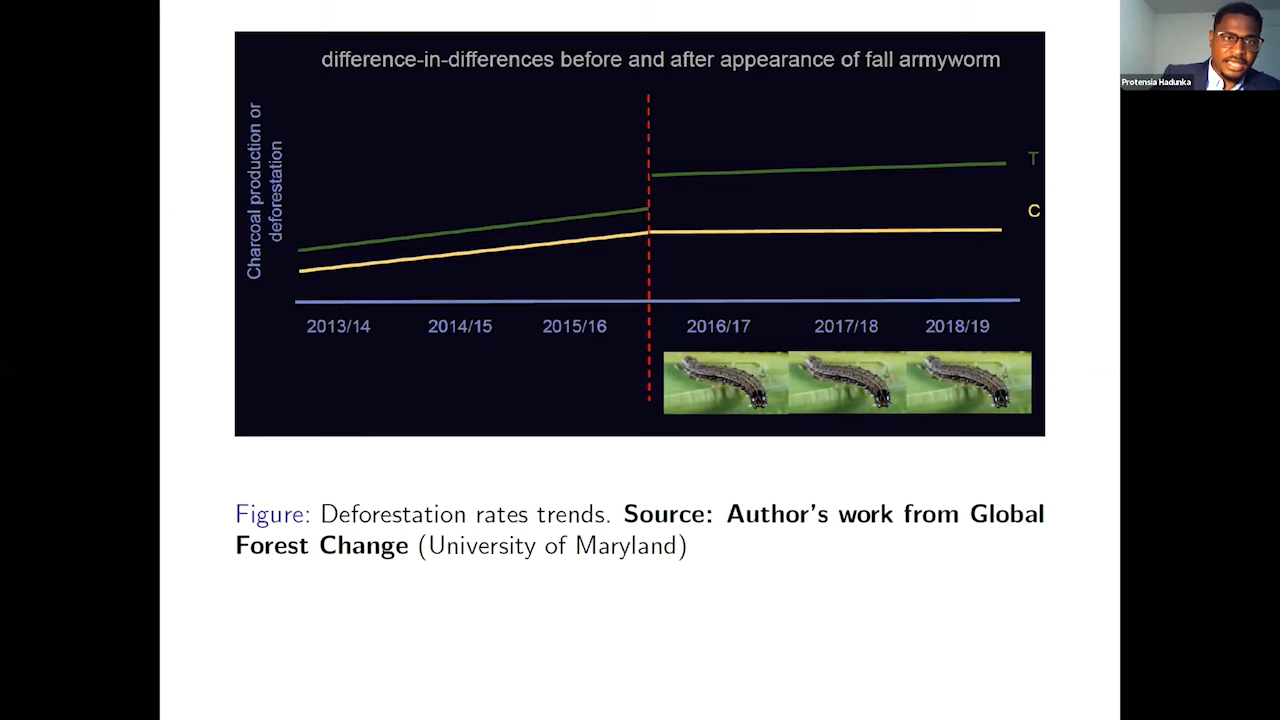 difference-in-differences before and after appearance of fall armyworm
Charcoal production or
deforestation
T
C
2013/14 2014/15 2015/16 2016/17 2017/18 2018/19
Figure: Deforestation rates trends. Source: Author's work from Global
Forest Change (University of Maryland)
Protensia Hadunka